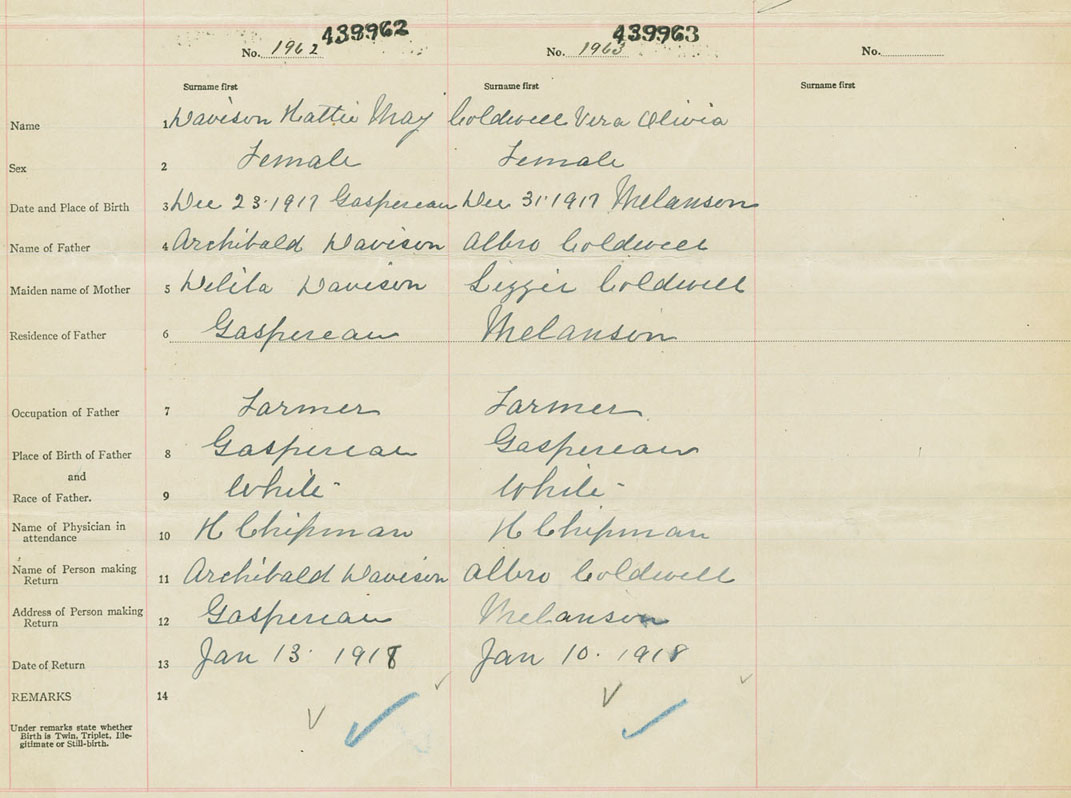 439962 439963
No. 1962 No. 1963 No.
Surname first Surname first Surname first
Name 1 Davison Hattie May Coldwell Vera Olivia
Sex 2 Female Female
Date and Place of Birth 3 Dec 23·1917 Gaspereau Dec 31·1917 Melanson
Name of Father 4 Archibald Davison Albro Coldwell
Maiden name of Mother 5 Delila Davison Lizzie Coldwell
Residence of Father 6 Gaspereau Melanson
Occupation of Father 7 Farmer Farmer
Place of Birth of Father 8 Gaspereau Gaspereau
and
Race of Father. 9 White White
Name of Physician in
attendance 10 H Chipman H Chipman
Name of Person making
Return 11 Archibald Davison Albro Coldwell
Address of Person making
Return 12 Gaspereau Melanson
Date of Return 13 Jan 13· 1918 Jan 10· 1918
REMARKS 14
Under remarks state whether
Birth is Twin, Triplet, Ille-
gitimate or Still-birth.